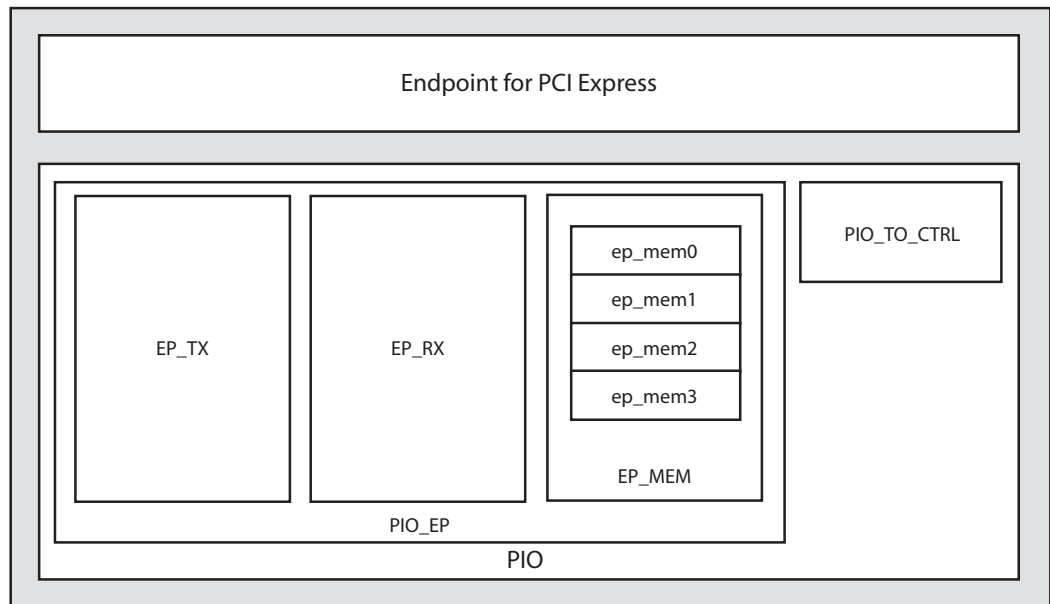 Endpoint for PCI Express
PIO_TO_CTRL
ep_mem0
ep_mem1
EP_TX
EP_RX
ep_mem2
ep_mem3
EP_MEM
PIO_EP
PIO